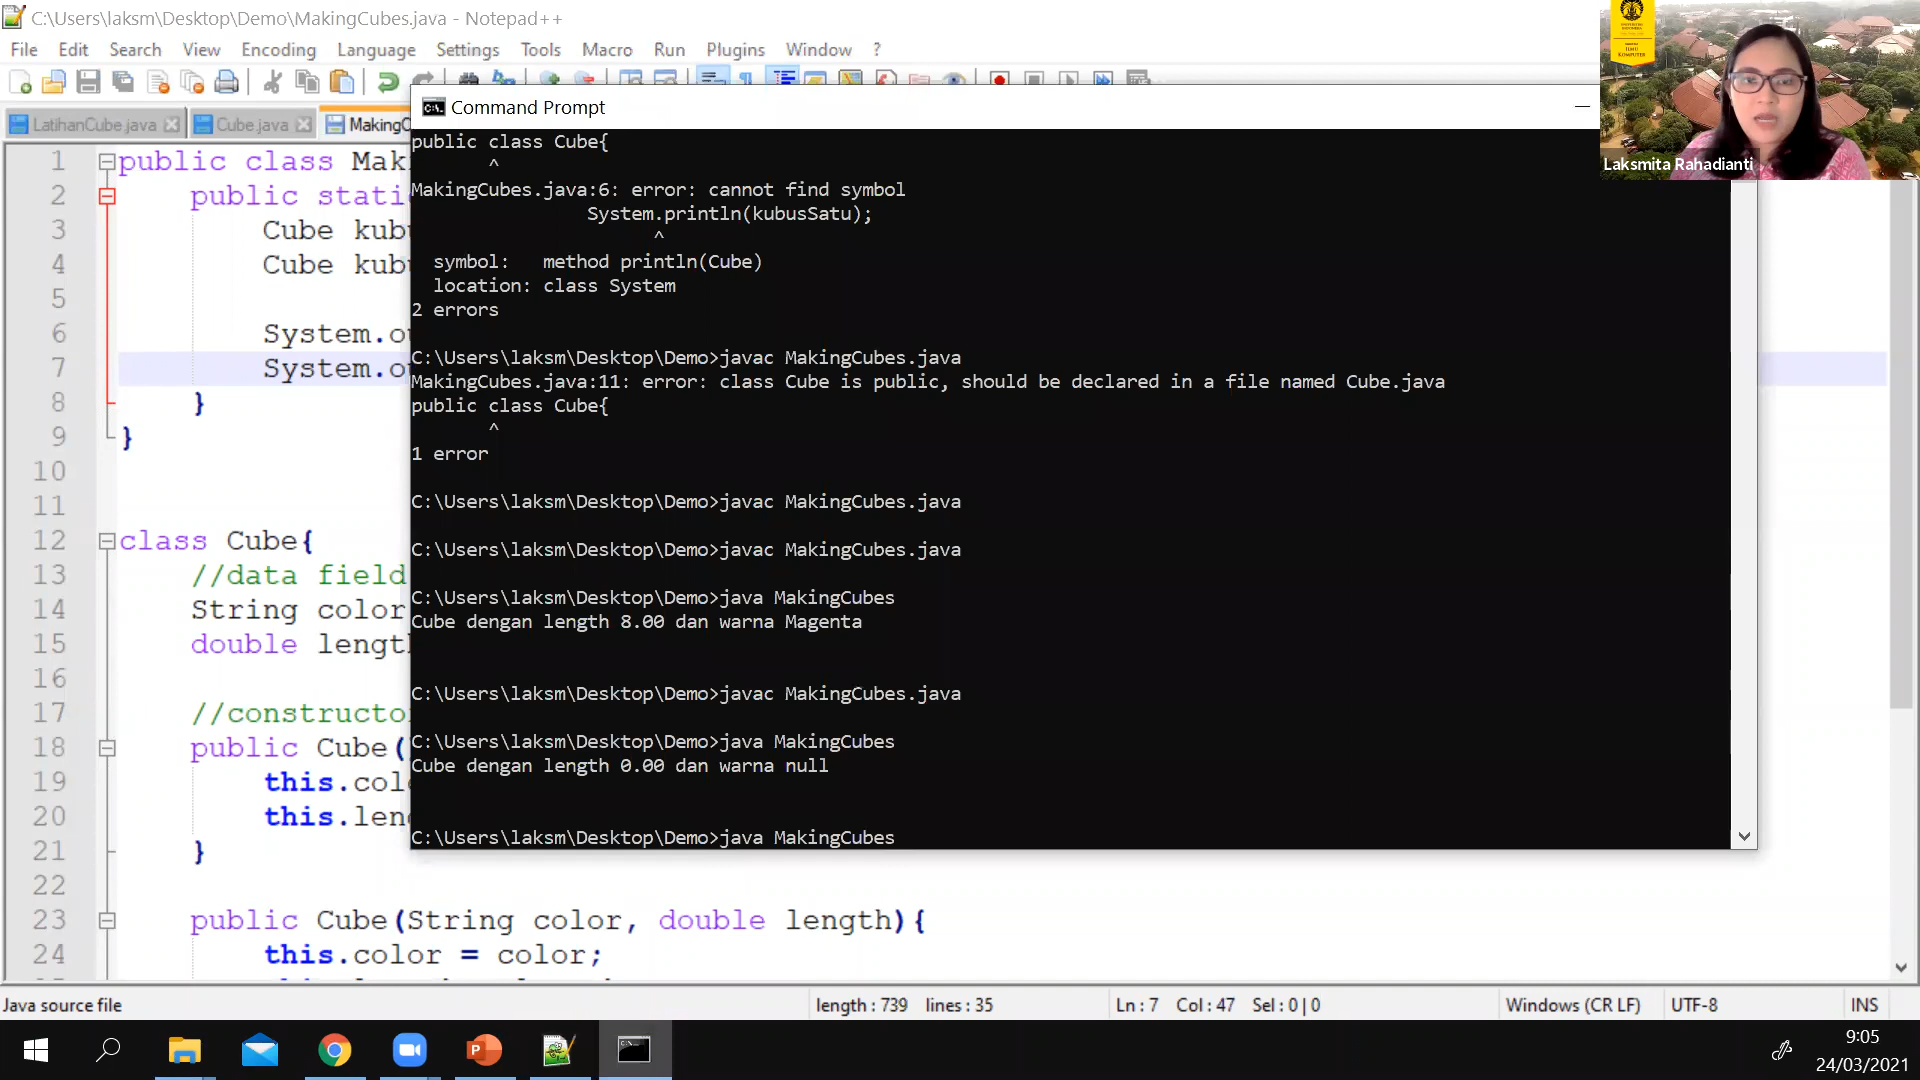 C:\Users\laksm\Desktop\Demo\MakingCubes.java - Notepad++
File Edit Search View Encoding Language Settings Tools Macro Run Plugins Window ?
LatihanCube.java Cube.java MakingC
Command Prompt
Laksmita Rahadianti
1 public class Mak
2 public stati
3 Cube kubu
4 Cube kubu
5
6 System.ou
7 System.ou
8 }
9 }
10
11
12 class Cube{
13 //data field
14 String color
15 double length
16
17 //constructo
18 public Cube(
19 this.colo
20 this.leng
21 }
22
23 public Cube(String color, double length){
24 this.color = color;
public class Cube{
^
MakingCubes.java:6: error: cannot find symbol
System.println(kubusSatu);
^
symbol: method println(Cube)
location: class System
2 errors
C:\Users\laksm\Desktop\Demo>javac MakingCubes.java
MakingCubes.java:11: error: class Cube is public, should be declared in a file named Cube.java
public class Cube{
^
1 error
C:\Users\laksm\Desktop\Demo>javac MakingCubes.java
C:\Users\laksm\Desktop\Demo>javac MakingCubes.java
C:\Users\laksm\Desktop\Demo>java MakingCubes
Cube dengan length 8.00 dan warna Magenta
C:\Users\laksm\Desktop\Demo>javac MakingCubes.java
C:\Users\laksm\Desktop\Demo>java MakingCubes
Cube dengan length 0.00 dan warna null
C:\Users\laksm\Desktop\Demo>java MakingCubes
Java source file length : 739 lines : 35 Ln : 7 Col : 47 Sel : 0 | 0 Windows (CR LF) UTF-8 INS
9:05
24/03/2021